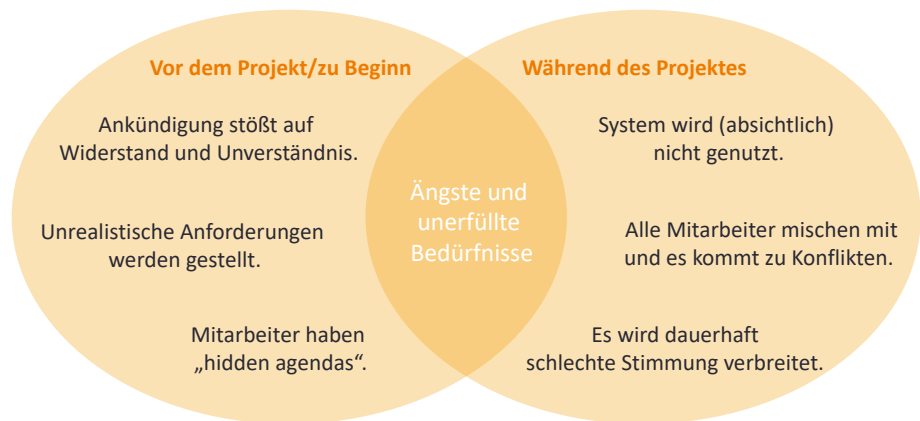 Vor dem Projekt/zu Beginn
Ankündigung stößt auf
Widerstand und Unverständnis.
Unrealistische Anforderungen
werden gestellt.
Mitarbeiter haben
„hidden agendas“.
Ängste und
unerfüllte
Bedürfnisse
Während des Projektes
System wird (absichtlich)
nicht genutzt.
Alle Mitarbeiter mischen mit
und es kommt zu Konflikten.
Es wird dauerhaft
schlechte Stimmung verbreitet.